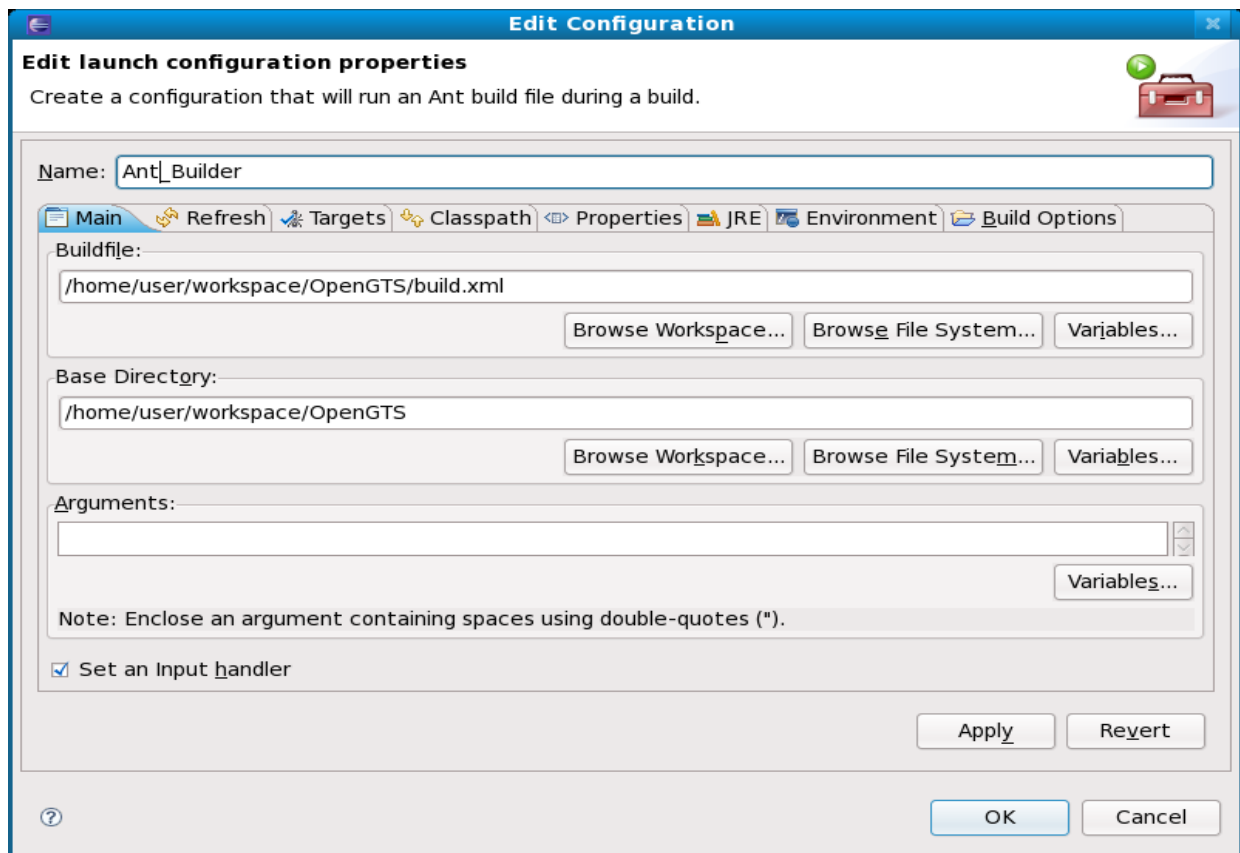 Edit Configuration
Edit launch configuration properties
Create a configuration that will run an Ant build file during a build.
Name: Ant_Builder
Main Refresh Targets Classpath Properties JRE Environment Build Options
Buildfile:
/home/user/workspace/OpenGTS/build.xml
Browse Workspace... Browse File System... Variables...
Base Directory:
/home/user/workspace/OpenGTS
Browse Workspace... Browse File System... Variables...
Arguments:
Variables...
Note: Enclose an argument containing spaces using double-quotes (").
Set an Input handler
Apply Revert
? OK Cancel